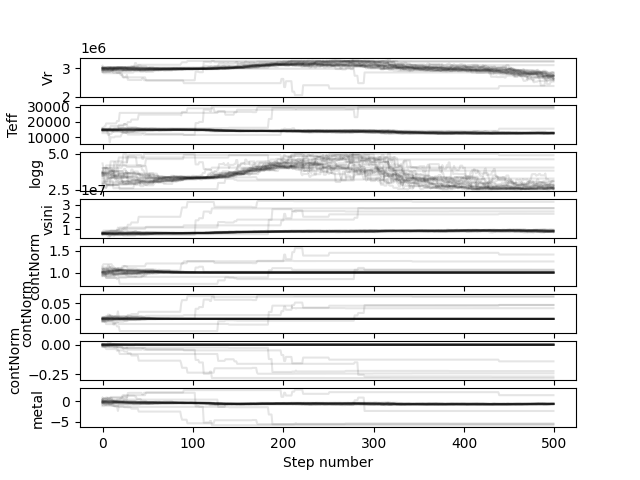 1e6
Vr
3
2
Teff
30000
20000
10000
logg
5.0
2.5
1e7
vsini
3
2
1
contNorm
1.5
1.0
contNorm
0.05
0.00
contNorm
0.00
−0.25
metal
0
−5
0 100 200 300 400 500
Step number